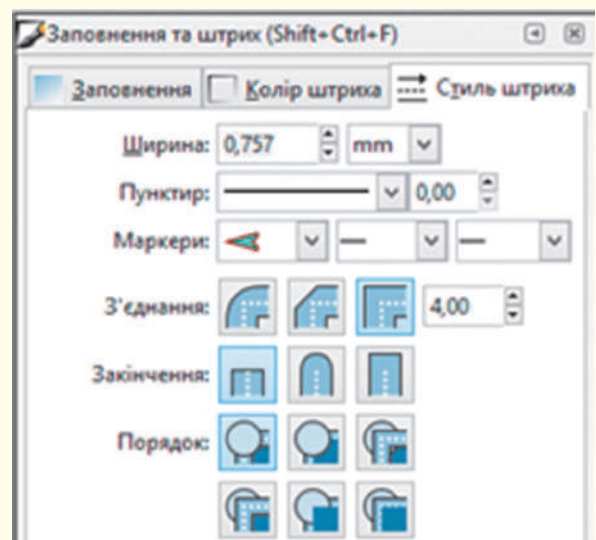 Заповнення та штрих (Shift+Ctrl+F)
Заповнення Колір штриха Стиль штриха
Ширина: 0,757 mm
Пунктир: 0,00
Маркери:
З'єднання: 4,00
Закінчення:
Порядок: